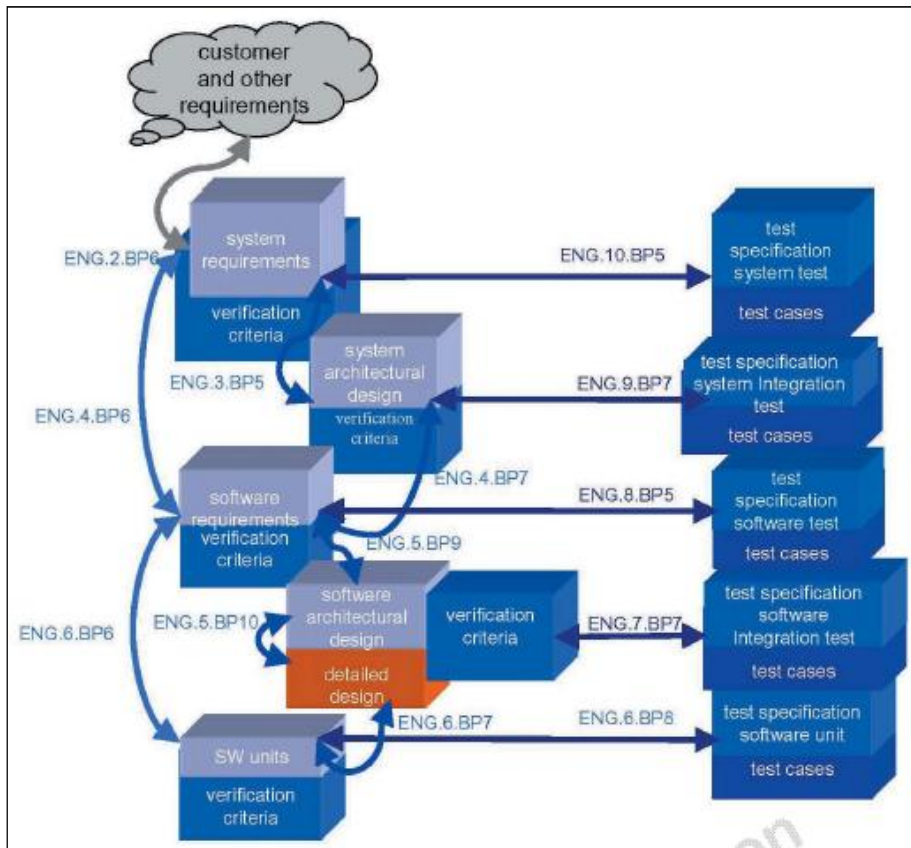 customer
and other
requirements
system
requirements
verification
criteria
ENG.2.BP6
ENG.10.BP5
test
specification
system test
test cases
ENG.3.BP5
system
architectural
design
verification
criteria
ENG.9.BP7
test specification
system Integration
test
test cases
ENG.4.BP6
ENG.4.BP7
software
requirements
verification
criteria
ENG.8.BP5
test
specification
software test
test cases
ENG.5.BP9
ENG.5.BP10
software
architectural
design
detailed
design
verification
criteria
ENG.7.BP7
test specification
software
Integration test
test cases
ENG.6.BP6
ENG.6.BP7
ENG.6.BP8
SW units
verification
criteria
test specification
software unit
test cases